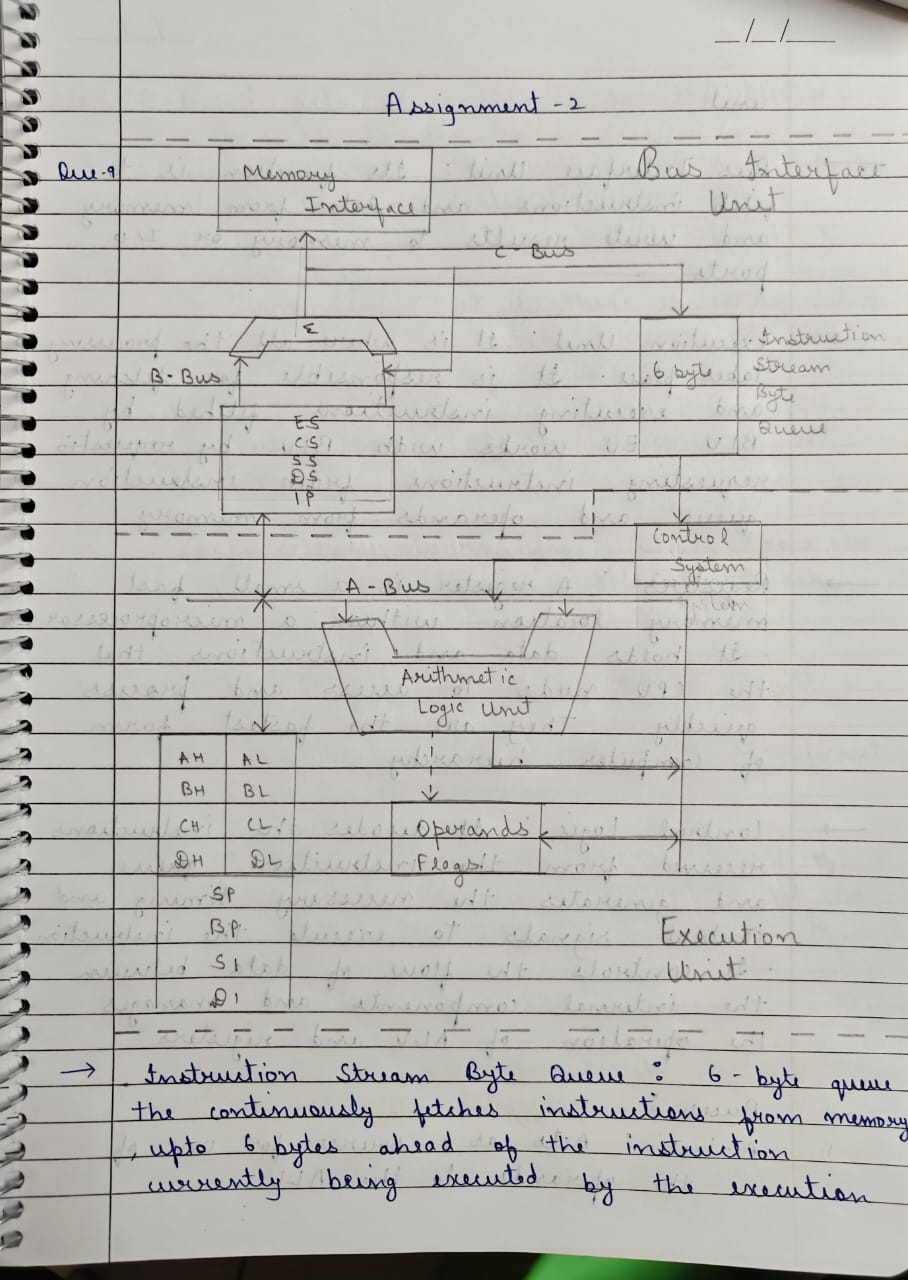 _/_/_
Assignment - 2
Que-9
Memory
Interface
Bus Interface
Unit
C - Bus
Σ
B - Bus
6 byte
Instruction
Stream
Byte
Queue
ES
CS
SS
DS
IP
Control
System
A - Bus
Arithmetic
Logic Unit
AH AL
BH BL
CH CL
DH DL
SP
BP
SI
DI
Operands
Flags
Execution
Unit
→ Instruction Stream Byte Queue : 6 - byte queue
the continuously fetches instructions from memory
, upto 6 bytes ahead of the instruction
currently being executed by the execution